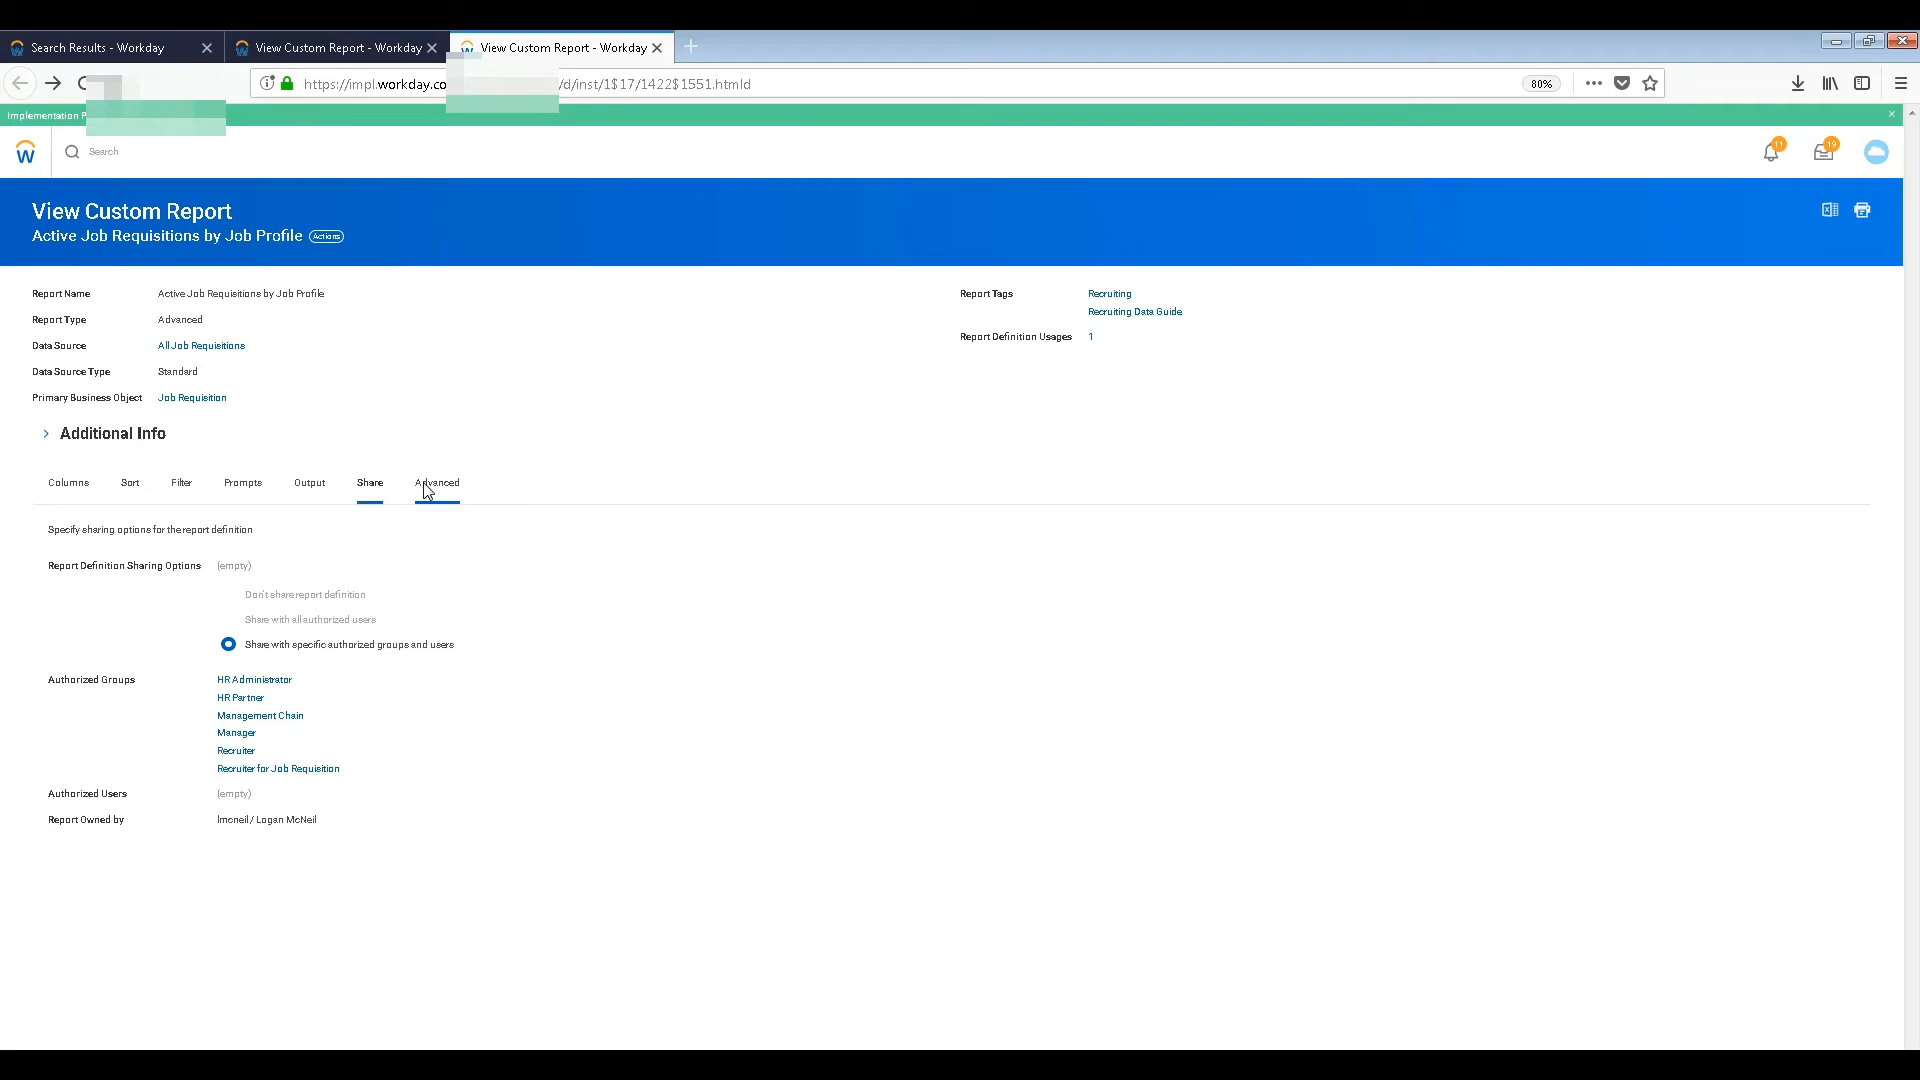 Search Results - Workday
View Custom Report - Workday
View Custom Report - Workday
https://impl.workday.co
/d/inst/1$17/1422$1551.htmld
80%
Implementation P
Search
11
19
View Custom Report
Active Job Requisitions by Job Profile Actions
Report Name Active Job Requisitions by Job Profile
Report Type Advanced
Data Source All Job Requisitions
Data Source Type Standard
Primary Business Object Job Requisition
Report Tags Recruiting
Recruiting Data Guide
Report Definition Usages 1
Additional Info
Columns Sort Filter Prompts Output Share Advanced
Specify sharing options for the report definition
Report Definition Sharing Options (empty)
Don't share report definition
Share with all authorized users
Share with specific authorized groups and users
Authorized Groups HR Administrator
HR Partner
Management Chain
Manager
Recruiter
Recruiter for Job Requisition
Authorized Users (empty)
Report Owned by lmcneil / Logan McNeil